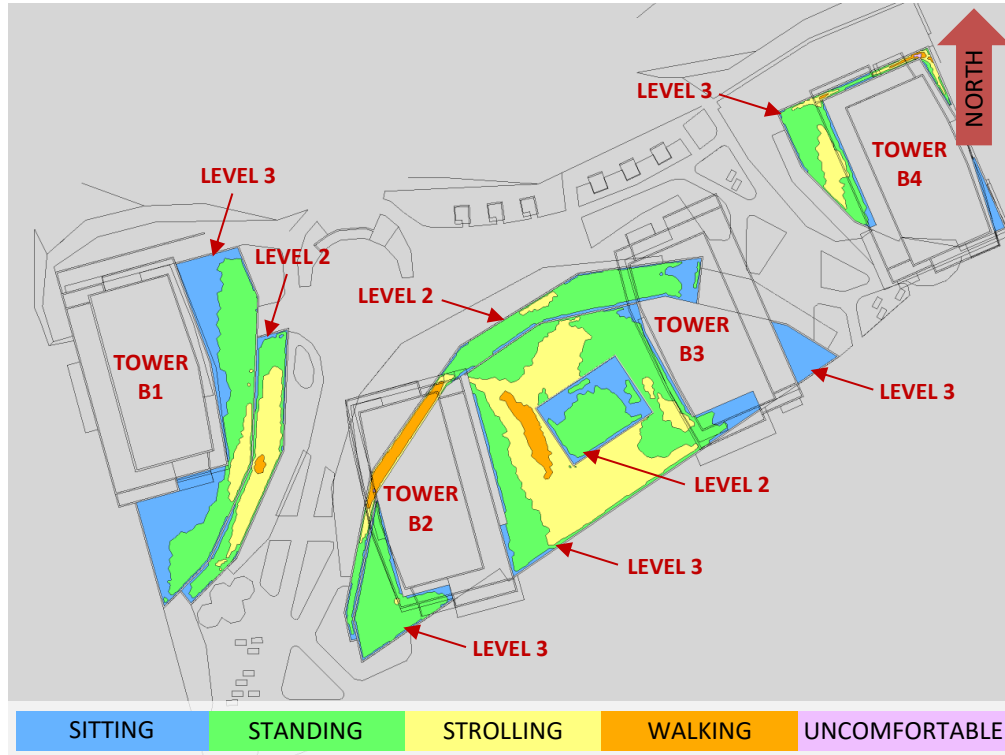 NORTH
LEVEL 3
TOWER
B4
LEVEL 3
LEVEL 2
LEVEL 2
TOWER
B1
TOWER
B3
LEVEL 3
LEVEL 2
TOWER
B2
LEVEL 3
LEVEL 3
SITTING
STANDING
STROLLING
WALKING
UNCOMFORTABLE